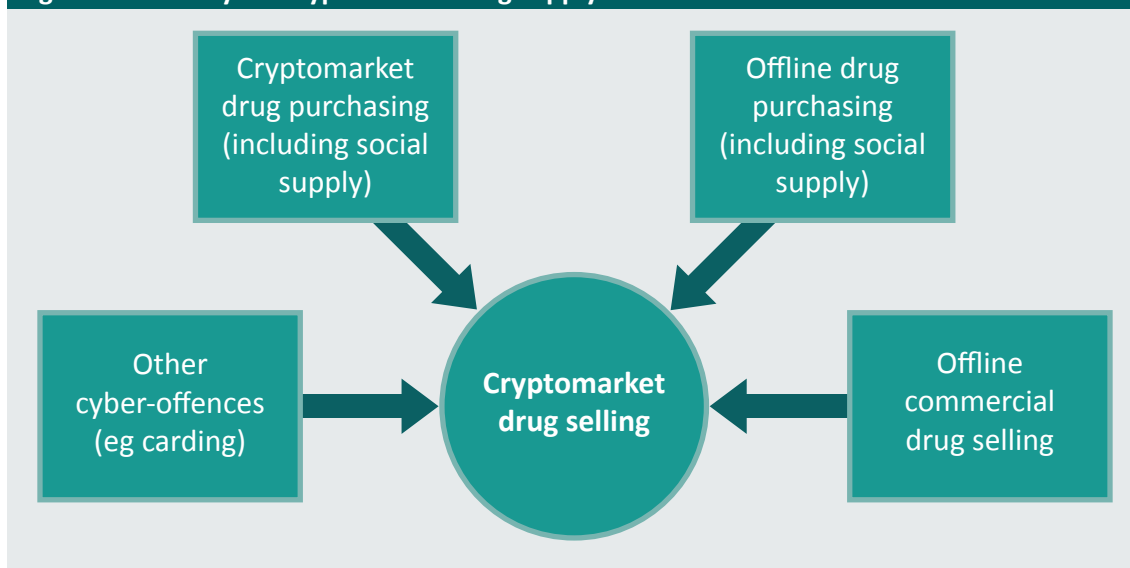 Cryptomarket
drug purchasing
(including social
supply)
Offline drug
purchasing
(including social
supply)
Other
cyber-offences
(eg carding)
Cryptomarket
drug selling
Offline
commercial
drug selling